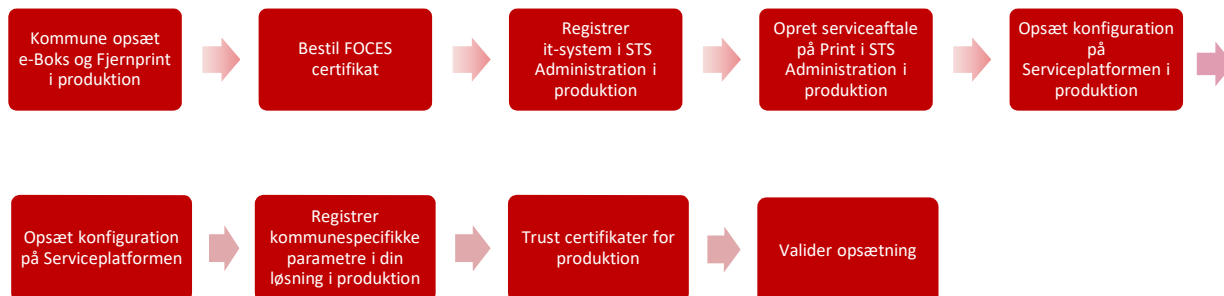 Kommune opsæt
e-Boks og Fjernprint
i produktion
Bestil FOCES
certifikat
Registrer
it-system i STS
Administration i
produktion
Opret serviceaftale
på Print i STS
Administration i
produktion
Opsæt konfiguration
på
Serviceplatformen i
produktion
Opsæt konfiguration
på Serviceplatformen
Registrer
kommunespecifikke
parametre i din
løsning i produktion
Trust certifikater for
produktion
Valider opsætning